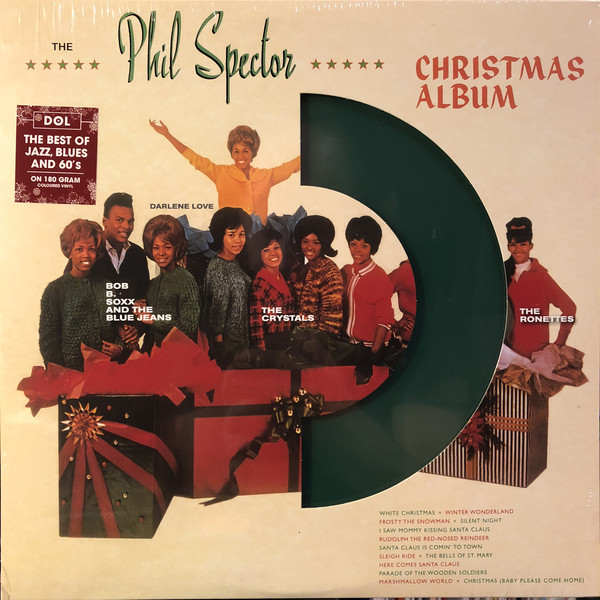 THE
Phil Spector
CHRISTMAS
ALBUM
DOL
THE BEST OF
JAZZ, BLUES
AND 60's
ON 180 GRAM
COLOURED VINYL
DARLENE LOVE
BOB
B.
SOXX
AND THE
BLUE JEANS
THE
CRYSTALS
THE
RONETTES
WHITE CHRISTMAS • WINTER WONDERLAND
FROSTY THE SNOWMAN • SILENT NIGHT
I SAW MOMMY KISSING SANTA CLAUS
RUDOLPH THE RED-NOSED REINDEER
SANTA CLAUS IS COMIN' TO TOWN
SLEIGH RIDE • THE BELLS OF ST. MARY
HERE COMES SANTA CLAUS
PARADE OF THE WOODEN SOLDIERS
MARSHMALLOW WORLD • CHRISTMAS (BABY PLEASE COME HOME)